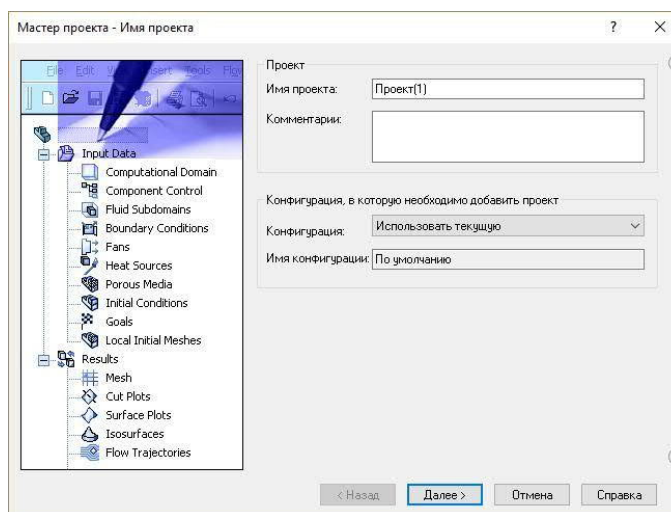 Мастер проекта - Имя проекта
? ×
File Edit Insert Tools Flow
Input Data
Computational Domain
Component Control
Fluid Subdomains
Boundary Conditions
Fans
Heat Sources
Porous Media
Initial Conditions
Goals
Local Initial Meshes
Results
Mesh
Cut Plots
Surface Plots
Isosurfaces
Flow Trajectories
Проект
Имя проекта: Проект(1)
Комментарии:
Конфигурация, в которую необходимо добавить проект
Конфигурация: Использовать текущую
Имя конфигурации: По умолчанию
< Назад Далее > Отмена Справка